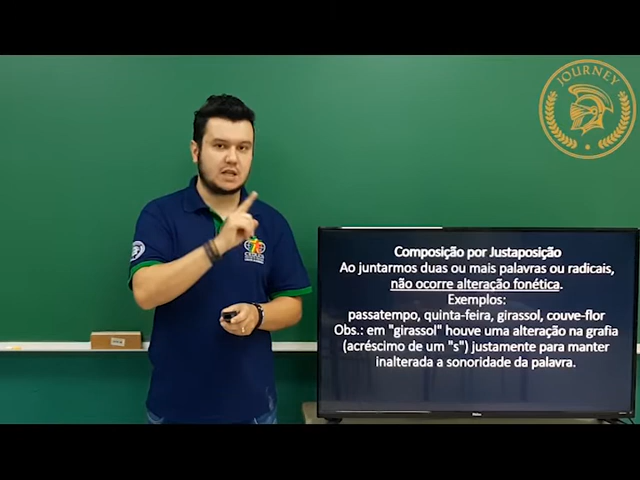 JOURNEY
Composição por Justaposição
Ao juntarmos duas ou mais palavras ou radicais,
não ocorre alteração fonética.
Exemplos:
passatempo, quinta-feira, girassol, couve-flor
Obs.: em "girassol" houve uma alteração na grafia
(acréscimo de um "s") justamente para manter
inalterada a sonoridade da palavra.